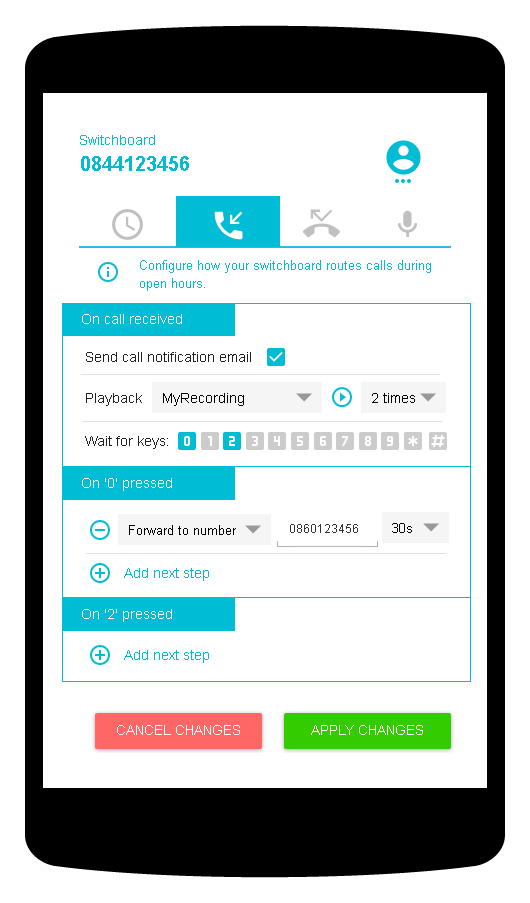 Switchboard
0844123456
Configure how your switchboard routes calls during
open hours.
On call received
Send call notification email
Playback MyRecording 2 times
Wait for keys: 0 1 2 3 4 5 6 7 8 9 * #
On '0' pressed
Forward to number 0860123456 30s
Add next step
On '2' pressed
Add next step
CANCEL CHANGES APPLY CHANGES